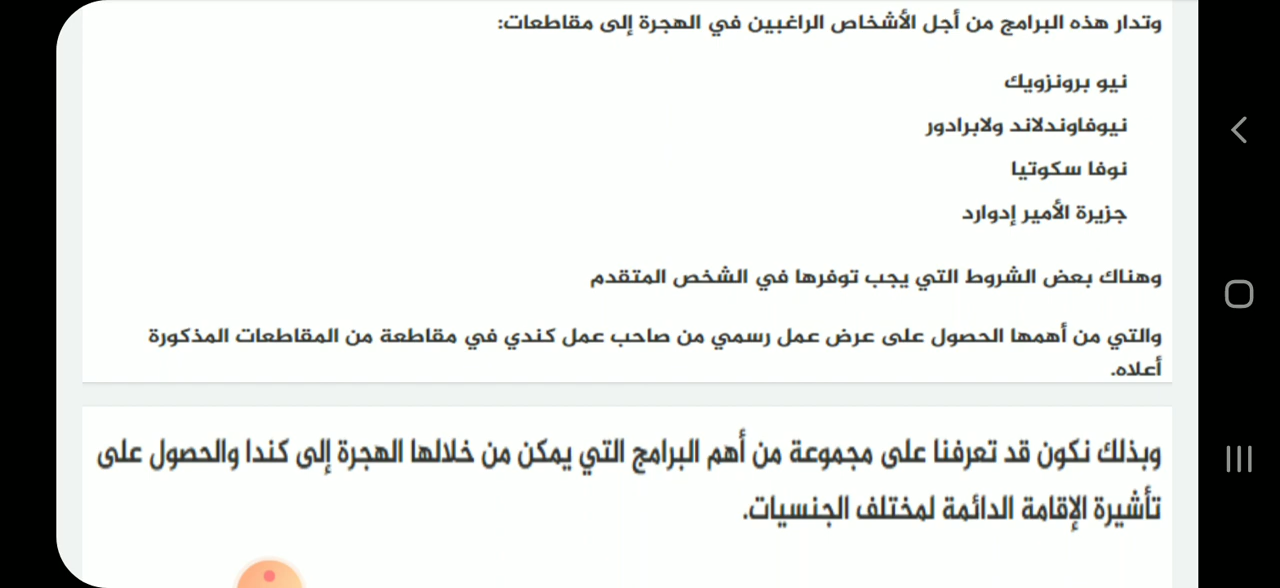 وتدار هذه البرامج من أجل الأشخاص الراغبين في الهجرة إلى مقاطعات:
نيو برونزويك
نيوفاوندلاند ولابرادور
نوفا سكوتيا
جزيرة الأمير إدوارد
وهناك بعض الشروط التي يجب توفرها في الشخص المتقدم
والتي من أهمها الحصول على عرض عمل رسمي من صاحب عمل كندي في مقاطعة من المقاطعات المذكورة
أعلاه.
وبذلك نكون قد تعرفنا على مجموعة من أهم البرامج التي يمكن من خلالها الهجرة إلى كندا والحصول على
تأشيرة الإقامة الدائمة لمختلف الجنسيات.